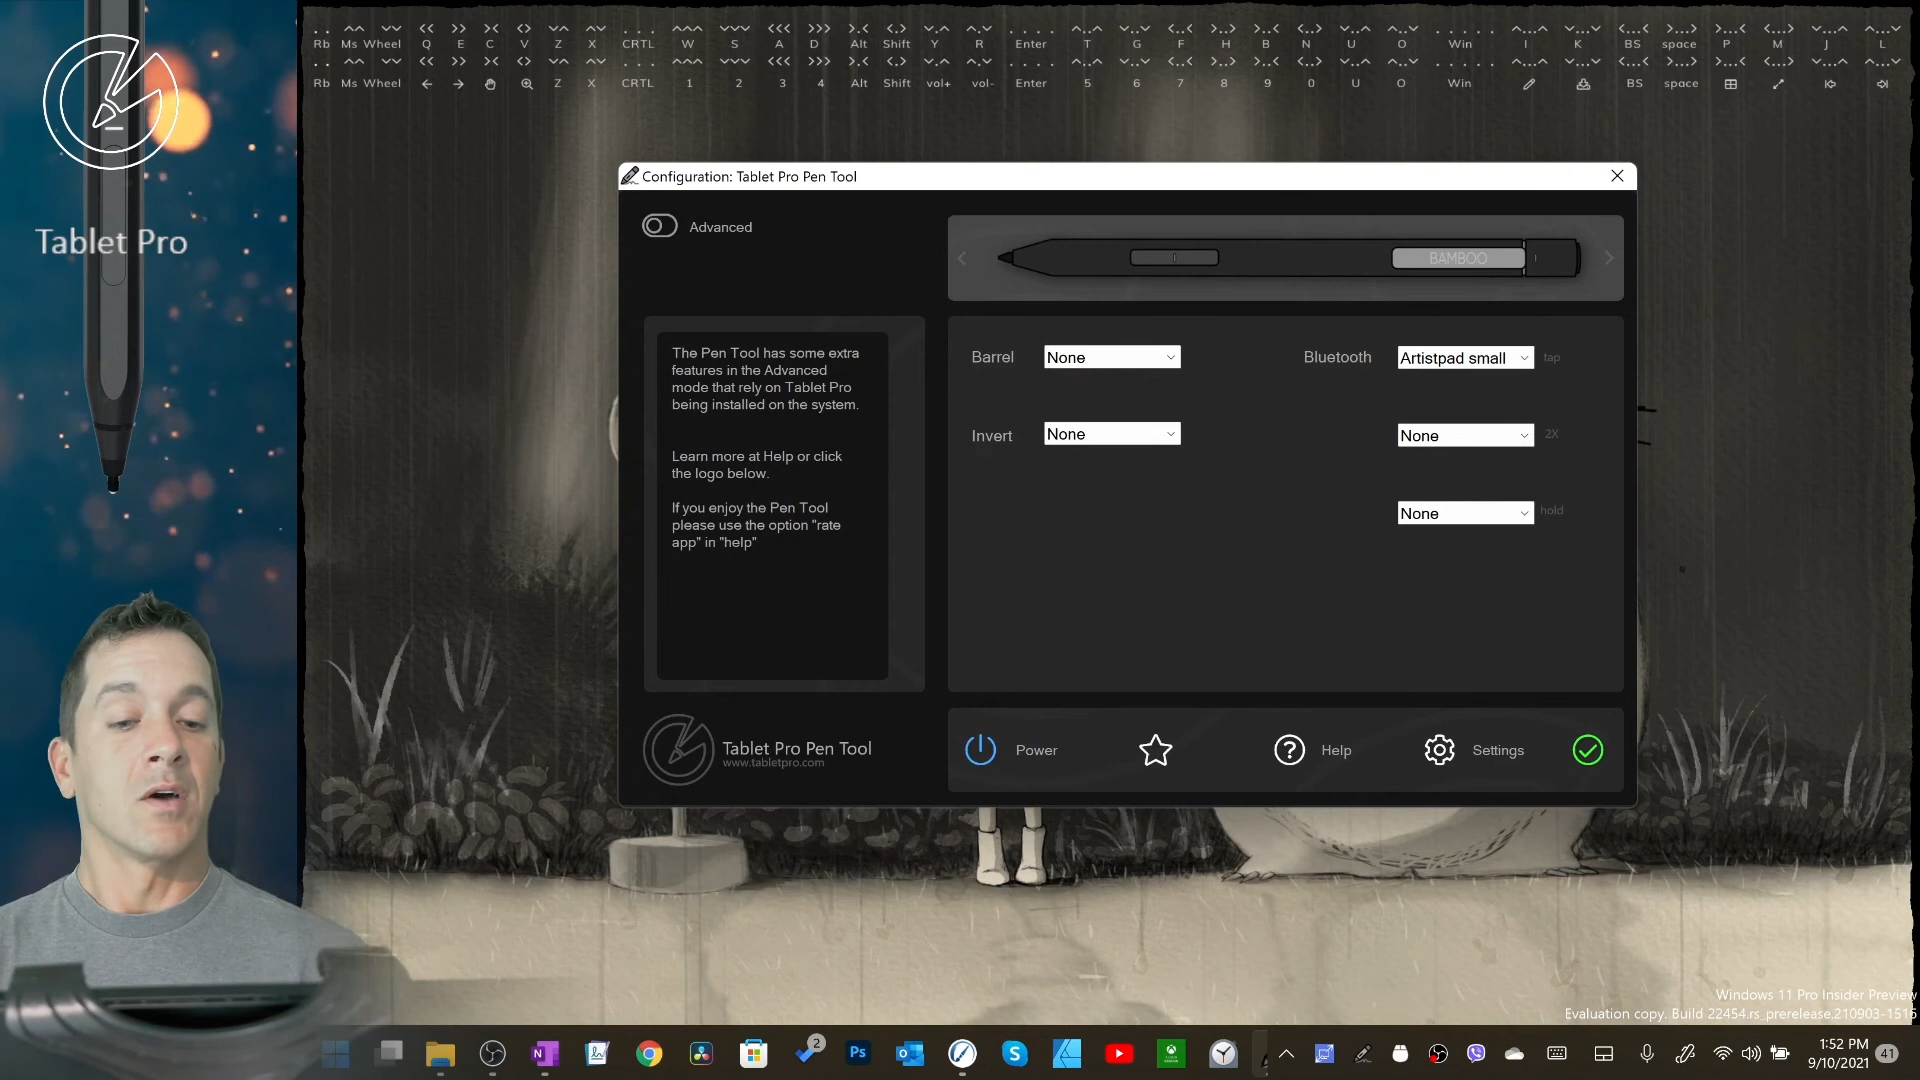 Rb Ms Wheel Q E C V Z X CRTL W S A D Alt Shift Y R Enter T G F H B N U O Win I K BS space P M J L
Rb Ms Wheel Z X CRTL 1 2 3 4 Alt Shift vol+ vol- Enter 5 6 7 8 9 0 U O Win BS space
Tablet Pro
Configuration: Tablet Pro Pen Tool
Advanced
BAMBOO
The Pen Tool has some extra
features in the Advanced
mode that rely on Tablet Pro
being installed on the system.
Learn more at Help or click
the logo below.
If you enjoy the Pen Tool
please use the option "rate
app" in "help"
Barrel None
Bluetooth Artistpad small tap
Invert None
None 2X
None hold
Tablet Pro Pen Tool
www.tabletpro.com
Power
Help
Settings
Windows 11 Pro Insider Preview
Evaluation copy. Build 22454.rs_prerelease.210903-1516
2
Ps
1:52 PM
9/10/2021
41